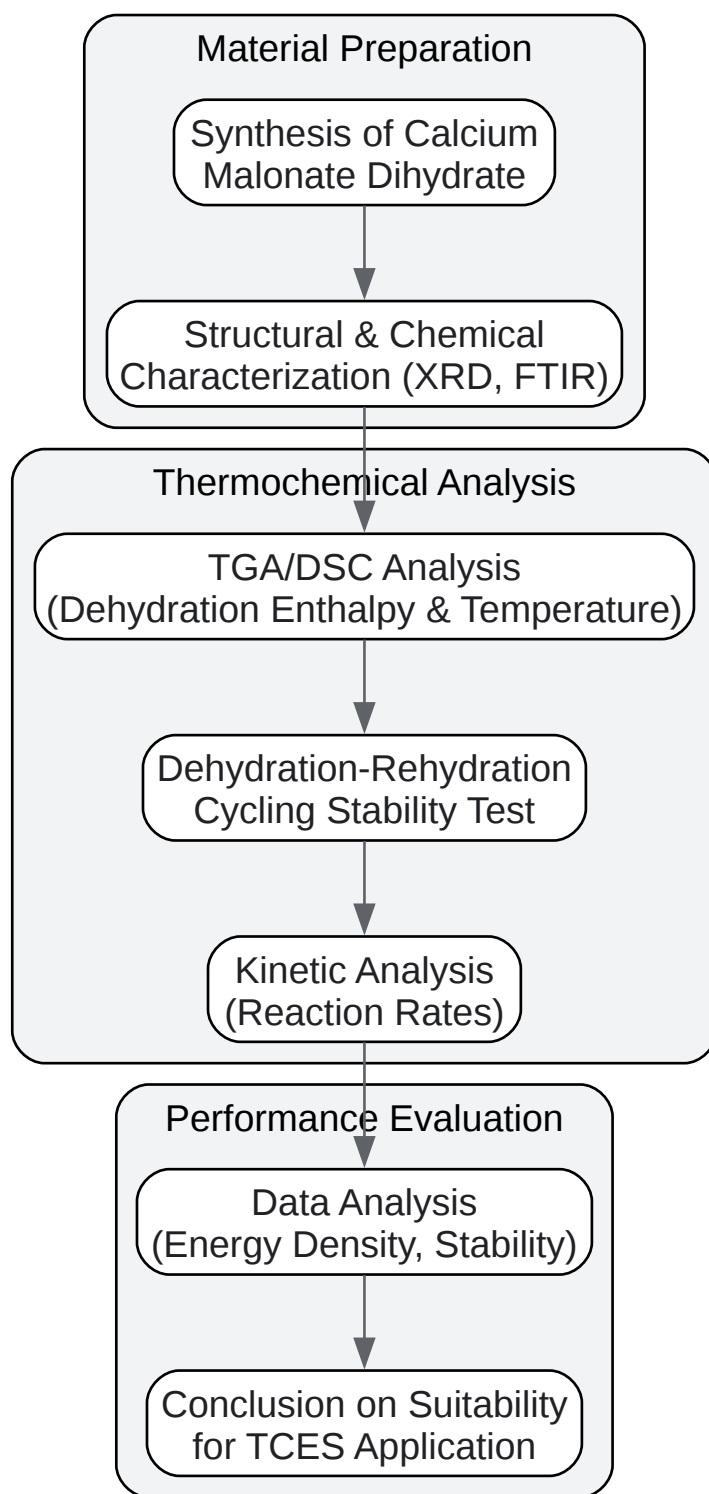 Material Preparation
Synthesis of Calcium
Malonate Dihydrate
Structural & Chemical
Characterization (XRD, FTIR)
Thermochemical Analysis
TGA/DSC Analysis
(Dehydration Enthalpy & Temperature)
Dehydration-Rehydration
Cycling Stability Test
Kinetic Analysis
(Reaction Rates)
Performance Evaluation
Data Analysis
(Energy Density, Stability)
Conclusion on Suitability
for TCES Application